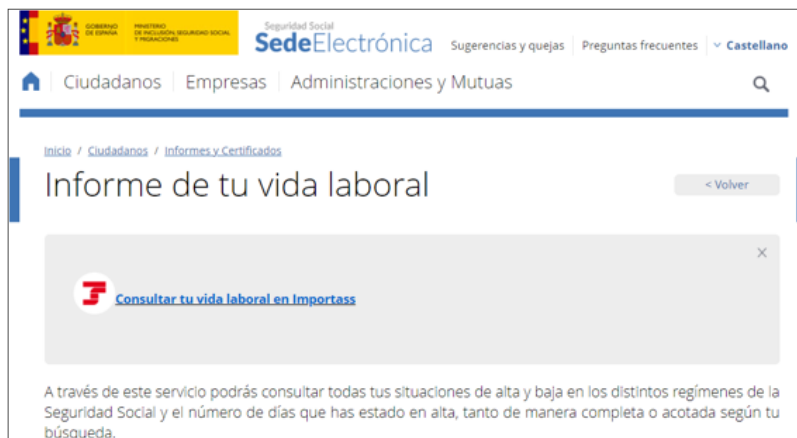 GOBIERNO
DE ESPAÑA
MINISTERIO
DE INCLUSIÓN, SEGURIDAD SOCIAL
Y MIGRACIONES
Seguridad Social
SedeElectrónica
Sugerencias y quejas
Preguntas frecuentes
Castellano
Ciudadanos
Empresas
Administraciones y Mutuas
Inicio / Ciudadanos / Informes y Certificados
Informe de tu vida laboral
< Volver
Consultar tu vida laboral en Importass
A través de este servicio podrás consultar todas tus situaciones de alta y baja en los distintos regímenes de la
Seguridad Social y el número de días que has estado en alta, tanto de manera completa o acotada según tu
búsqueda.